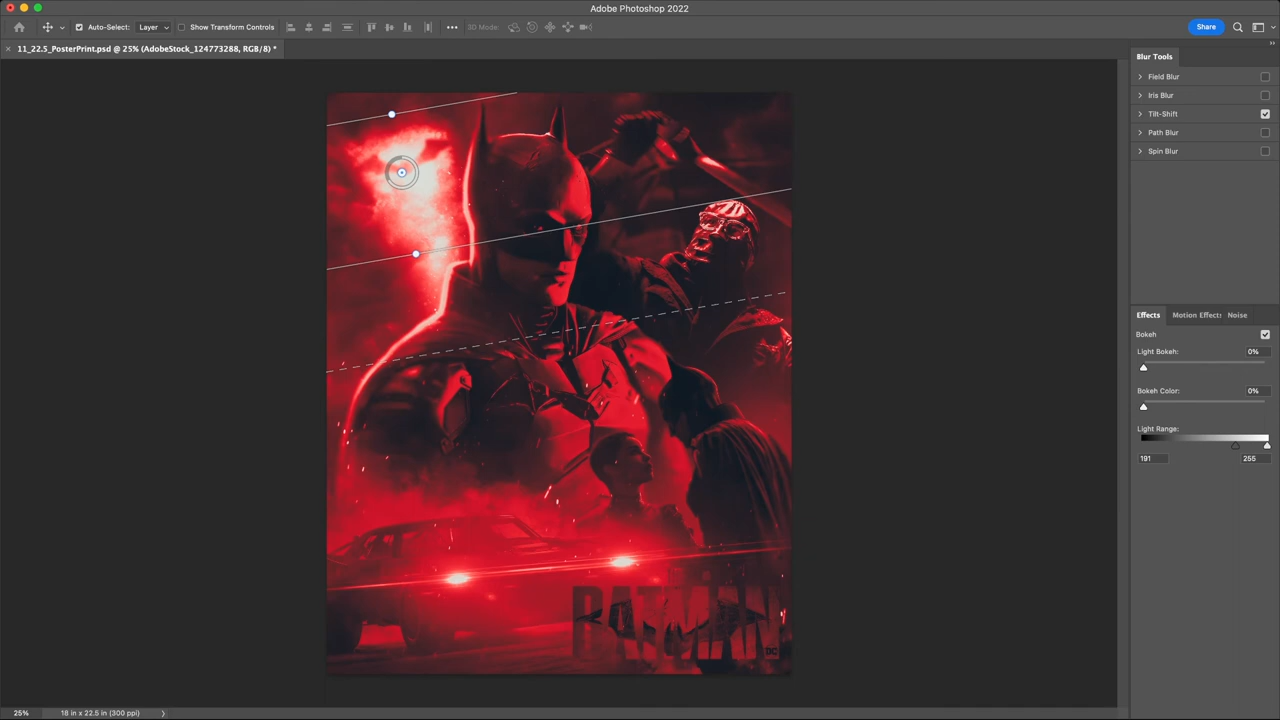 Adobe Photoshop 2022
Auto-Select: Layer Show Transform Controls 3D Mode: Share
11_22.5_PosterPrint.psd @ 25% (AdobeStock_124773288, RGB/8) *
Blur Tools
Field Blur
Iris Blur
Tilt-Shift
Path Blur
Spin Blur
Effects Motion Effects Noise
Bokeh
Light Bokeh: 0%
Bokeh Color: 0%
Light Range:
191 255
BATMAN
DC
25% 18 in x 22.5 in (300 ppi)